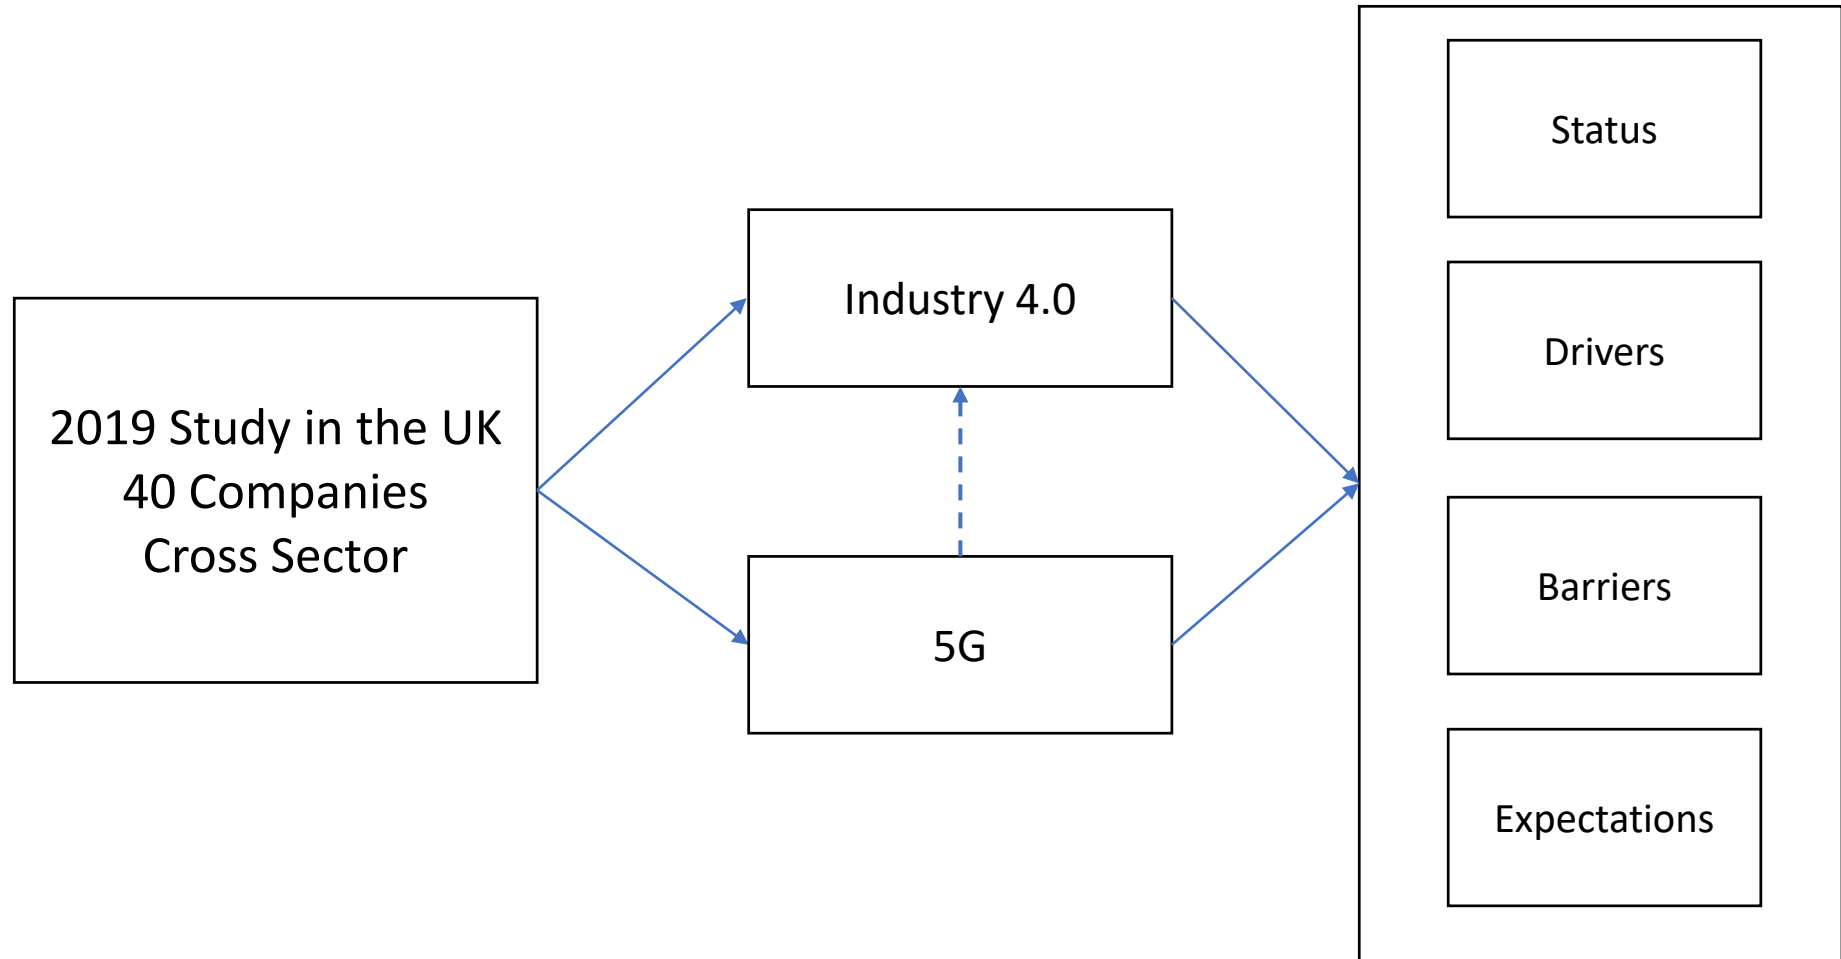 2019 Study in the UK
40 Companies
Cross Sector
Industry 4.0
5G
Status
Drivers
Barriers
Expectations